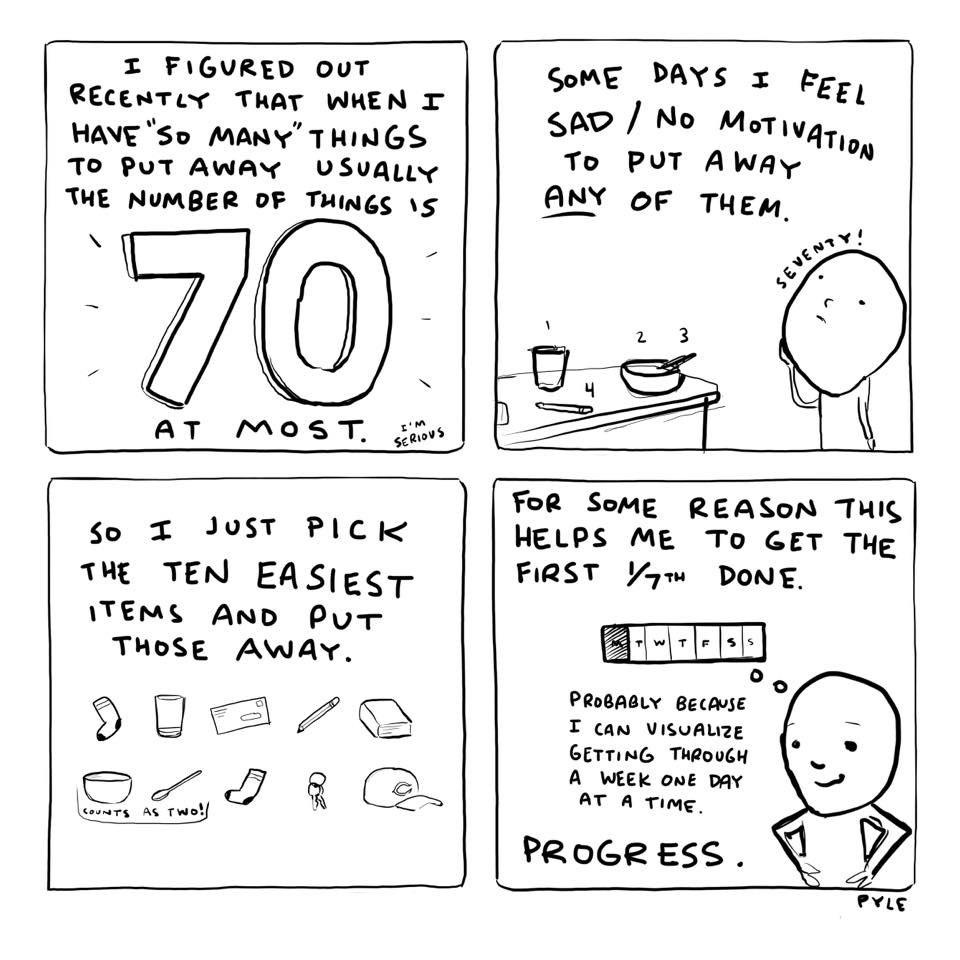 I FIGURED OUT
RECENTLY THAT WHEN I
HAVE "SO MANY" THINGS
TO PUT AWAY USUALLY
THE NUMBER OF THINGS IS
70
AT MOST.
I'M
SERIOUS
SOME DAYS I FEEL
SAD / NO MOTIVATION
TO PUT AWAY
ANY OF THEM.
SEVENTY!
1
2
3
4
SO I JUST PICK
THE TEN EASIEST
ITEMS AND PUT
THOSE AWAY.
C
COUNTS AS TWO!
FOR SOME REASON THIS
HELPS ME TO GET THE
FIRST 1/7TH DONE.
M T W T F S S
PROBABLY BECAUSE
I CAN VISUALIZE
GETTING THROUGH
A WEEK ONE DAY
AT A TIME.
PROGRESS.
PYLE